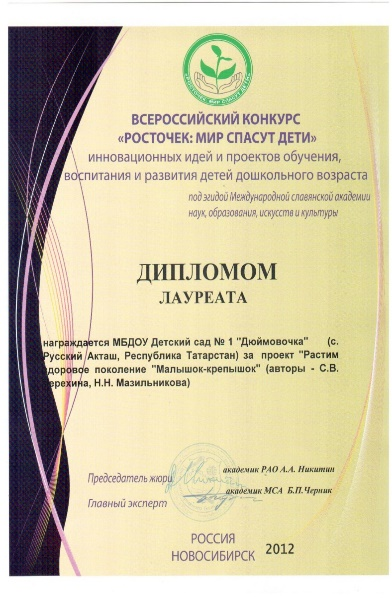 ВСЕРОССИЙСКИЙ КОНКУРС
«РОСТОЧЕК: МИР СПАСУТ ДЕТИ»
инновационных идей и проектов обучения,
воспитания и развития детей дошкольного возраста
под эгидой Международной славянской академии
наук, образования, искусств и культуры
ДИПЛОМОМ
ЛАУРЕАТА
награждается МБДОУ Детский сад № 1 "Дюймовочка" (с.
Русский Акташ, Республика Татарстан) за проект "Растим
здоровое поколение "Малышок-крепышок" (авторы - С.В.
Н.Н. Мазильникова)
Председатель жюри академик РАО А.А. Никитин
Главный эксперт академик МСА Б.П.Черник
РОССИЯ
НОВОСИБИРСК 2012